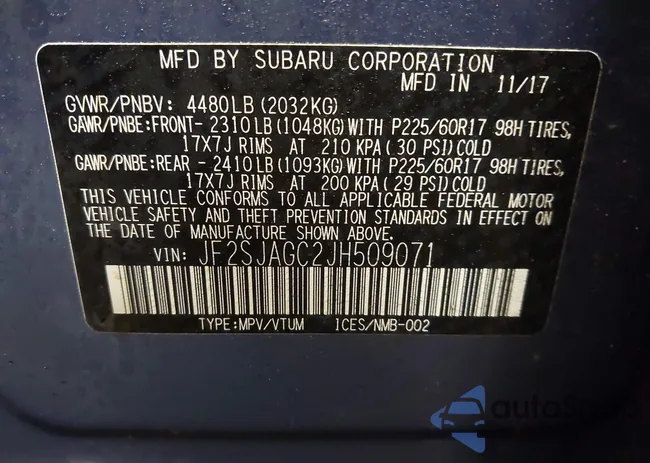 MFD BY SUBARU CORPORATION
MFD IN 11/17
GVWR/PNBV: 4480LB(2032KG)
GAWR/PNBE:FRONT- 2310LB(1048KG)WITH P225/60R17 98H TIRES,
17X7J RIMS AT 210 KPA(30 PSI)COLD
GAWR/PNBE:REAR - 2410LB(1093KG)WITH P225/60R17 98H TIRES,
17X7J RIMS AT 200 KPA(29 PSI)COLD
THIS VEHICLE CONFORMS TO ALL APPLICABLE FEDERAL MOTOR
VEHICLE SAFETY AND THEFT PREVENTION STANDARDS IN EFFECT ON
THE DATE OF MANUFACTURE SHOWN ABOVE.
VIN: JF2SJAGC2JH509071
TYPE:MPV/VTUM ICES/NMB-002